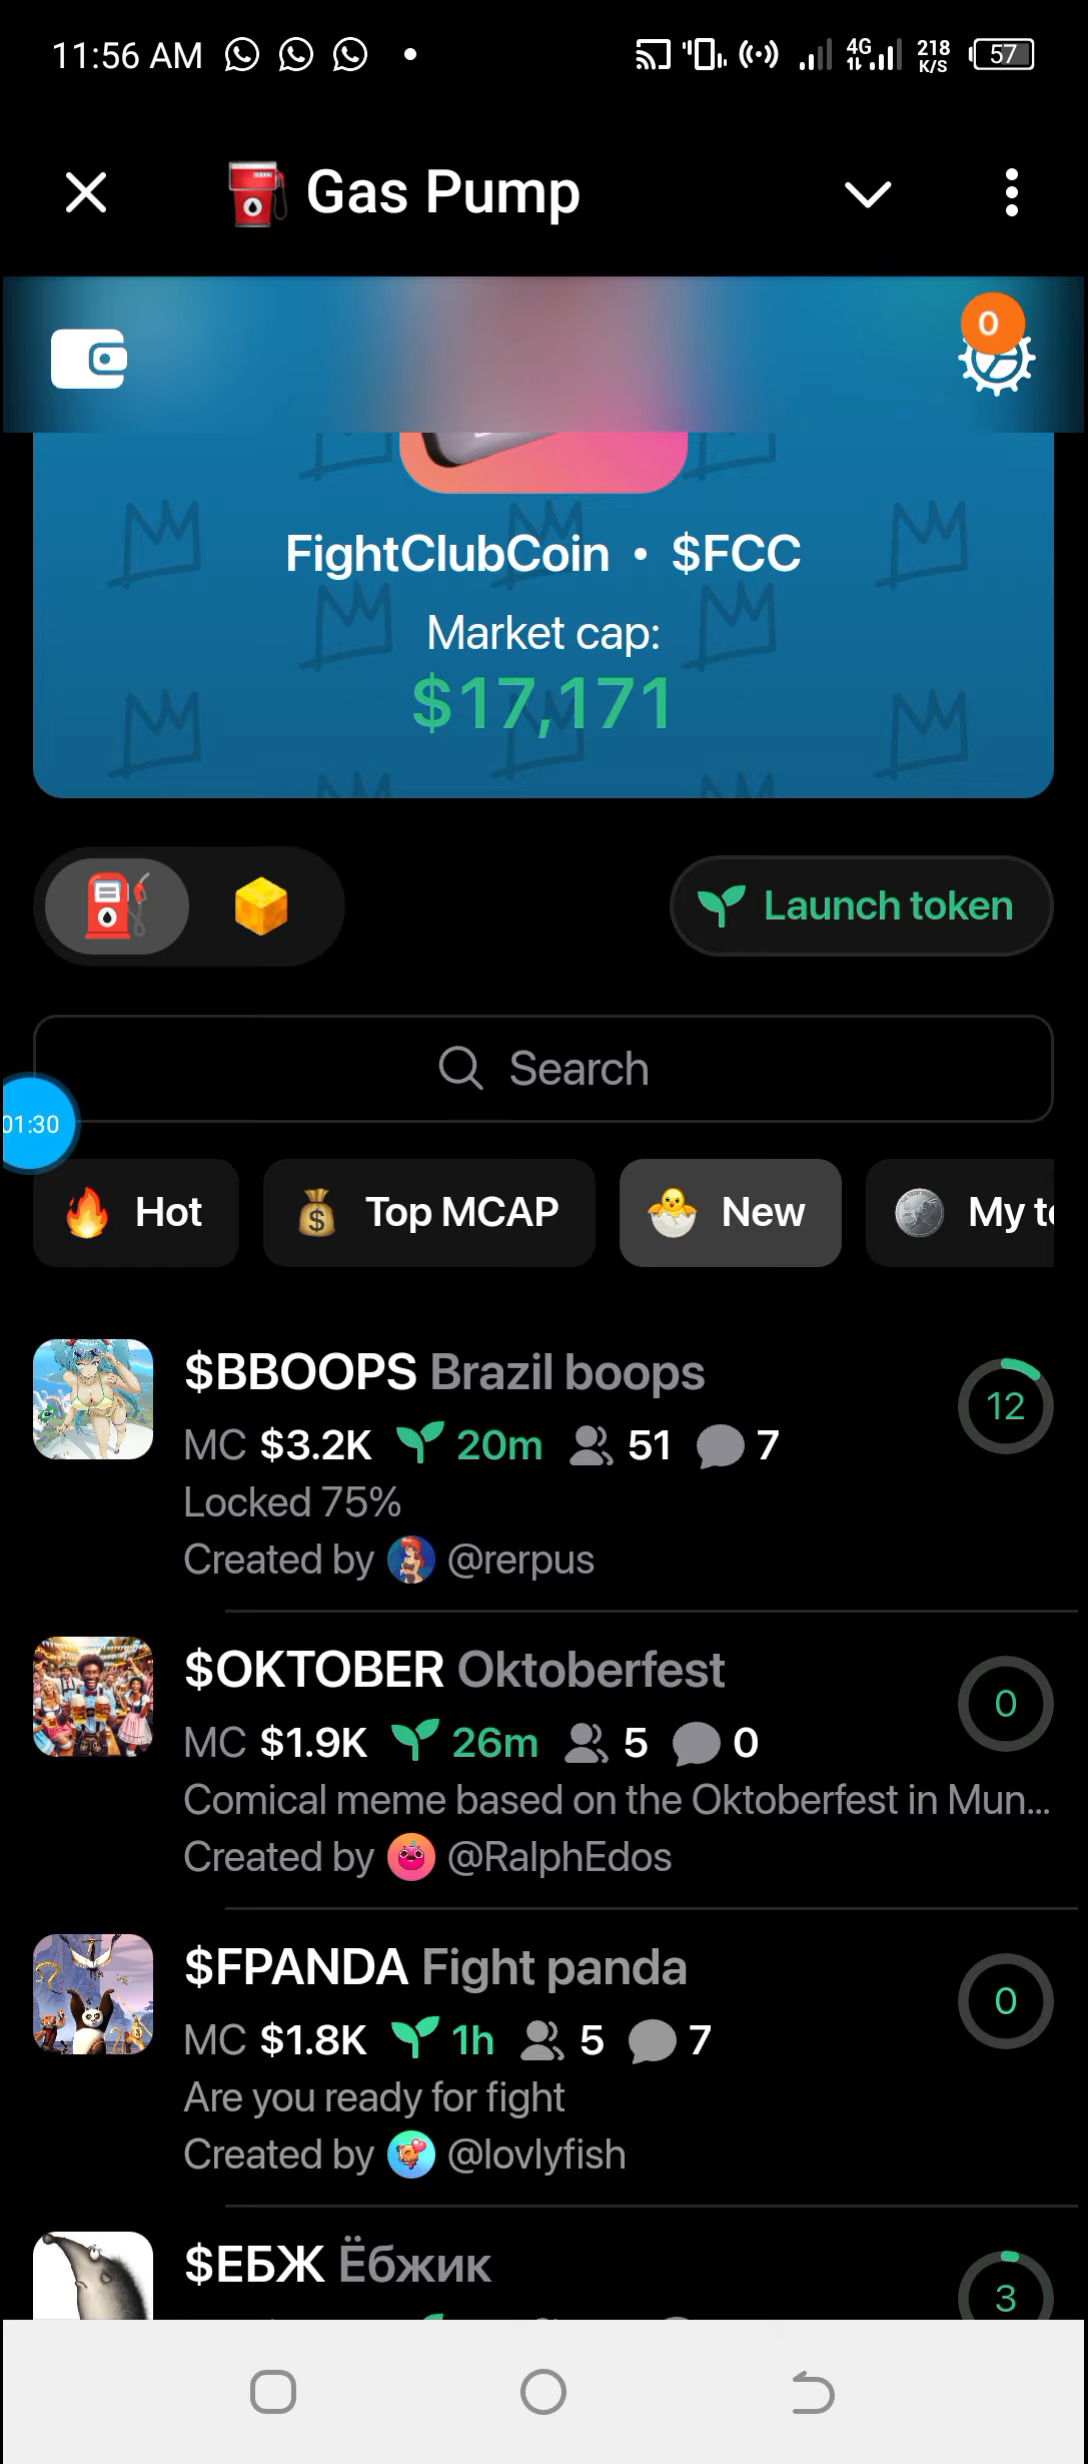 11:56 AM 4G 218 K/S 57
Gas Pump
0
FightClubCoin • $FCC
Market cap:
$17,171
Launch token
Search
01:30
Hot Top MCAP New My to
$BBOOPS Brazil boops 12
MC $3.2K 20m 51 7
Locked 75%
Created by @rerpus
$OKTOBER Oktoberfest 0
MC $1.9K 26m 5 0
Comical meme based on the Oktoberfest in Mun...
Created by @RalphEdos
$FPANDA Fight panda 0
MC $1.8K 1h 5 7
Are you ready for fight
Created by @lovlyfish
$ЕБЖ Ёбжик 3